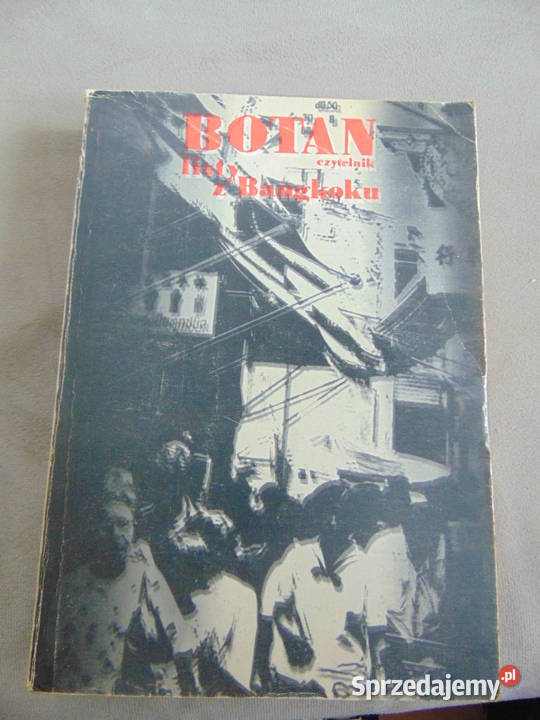 BOTAN
czytelnik
listy
z Bangkoku
Sprzedajemy.pl